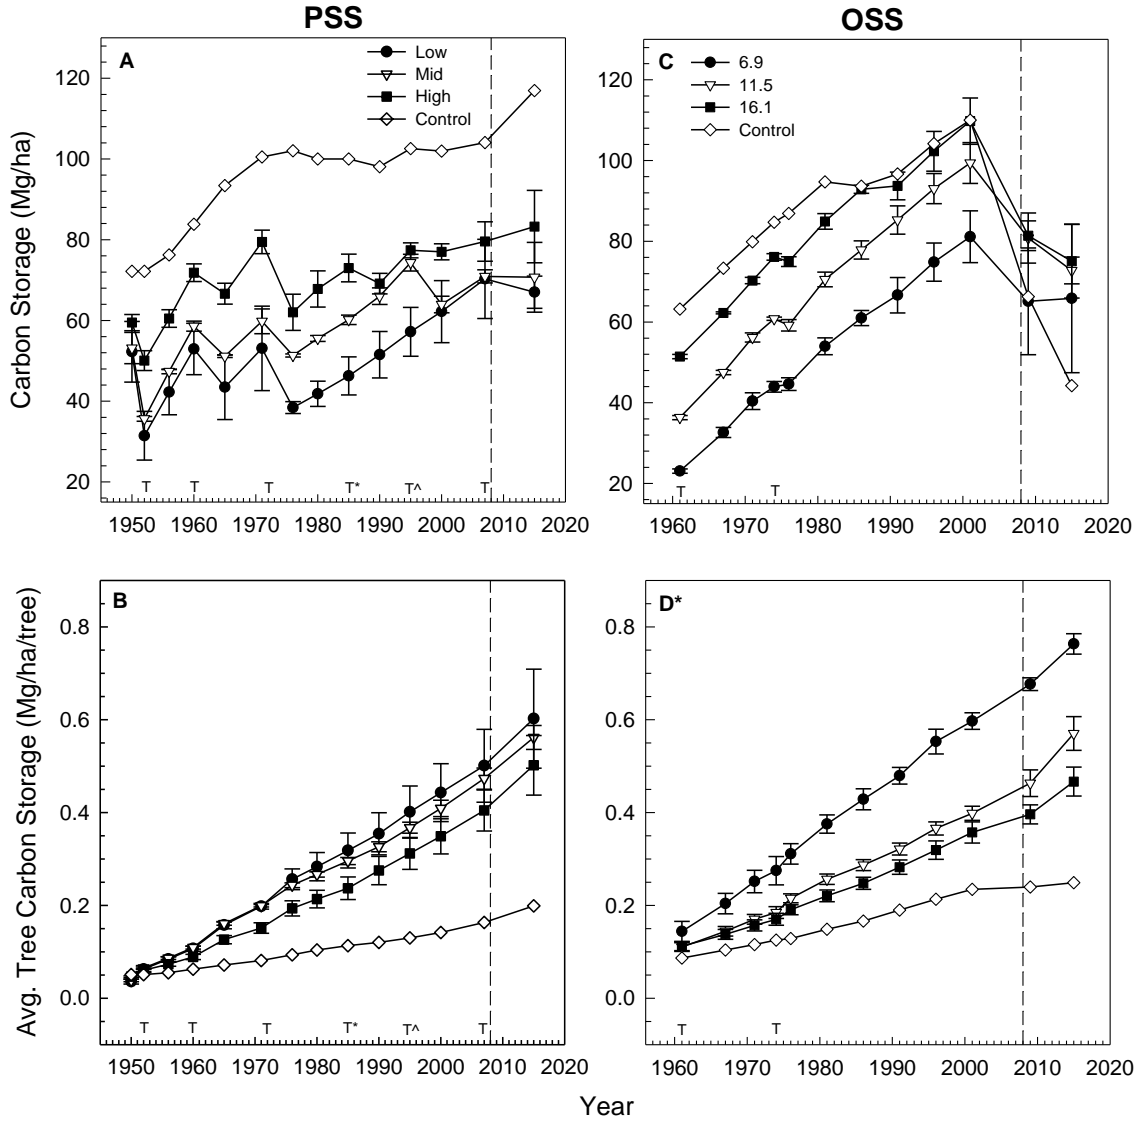 PSS
OSS
A
Low
Mid
High
Control
C
6.9
11.5
16.1
Control
Carbon Storage (Mg/ha)
120
100
80
60
40
20
T T T T* T^ T
1950 1960 1970 1980 1990 2000 2010 2020
120
100
80
60
40
20
T T
1960 1970 1980 1990 2000 2010 2020
B
D*
Avg. Tree Carbon Storage (Mg/ha/tree)
0.8
0.6
0.4
0.2
0.0
T T T T* T^ T
1950 1960 1970 1980 1990 2000 2010 2020
0.8
0.6
0.4
0.2
0.0
T T
1960 1970 1980 1990 2000 2010 2020
Year